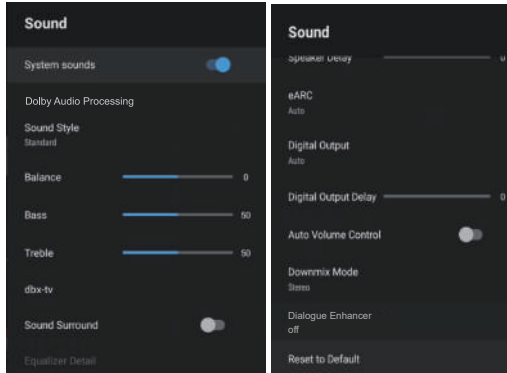 Sound
System sounds
Dolby Audio Processing
Sound Style
Standard
Balance 0
Bass 50
Treble 50
dbx-tv
Sound Surround
Equalizer Detail
Sound
Speaker Delay 0
eARC
Auto
Digital Output
Auto
Digital Output Delay 0
Auto Volume Control
Downmix Mode
Stereo
Dialogue Enhancer
off
Reset to Default